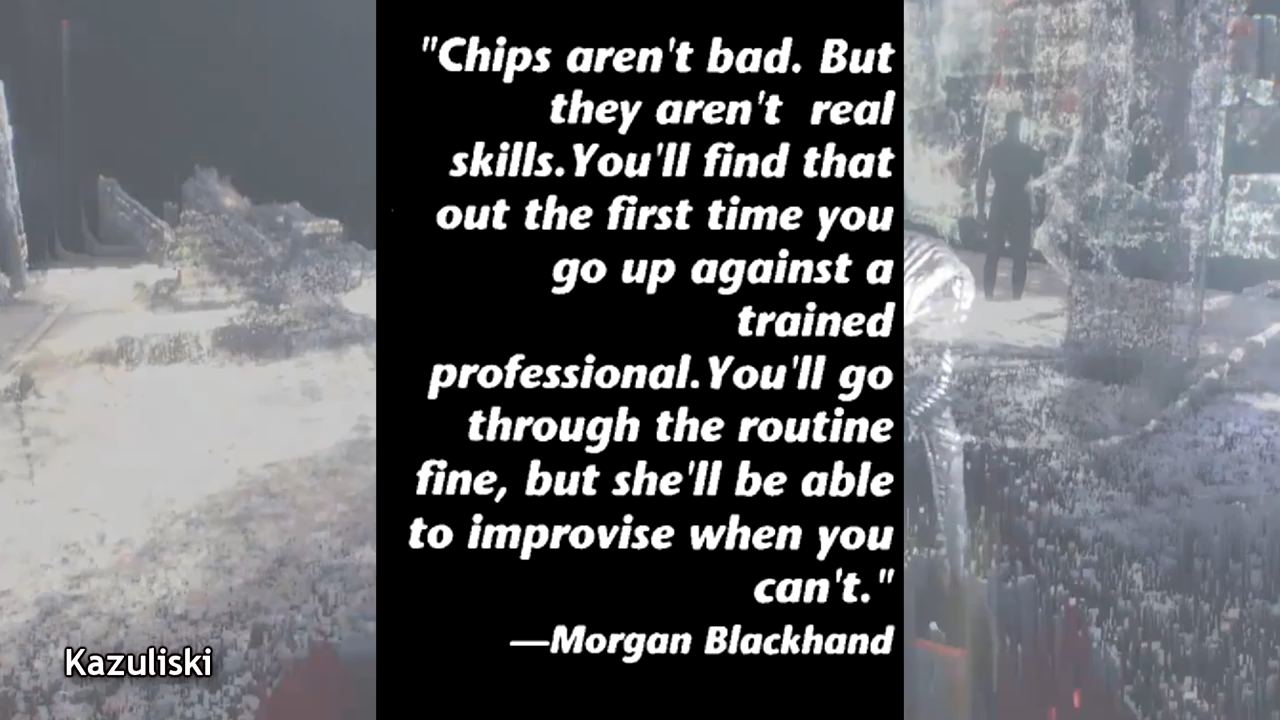 "Chips aren't bad. But
they aren't  real
skills.You'll find that
out the first time you
go up against a
trained
professional.You'll go
through the routine
fine, but she'll be able
to improvise when you
can't."
—Morgan Blackhand
Kazuliski